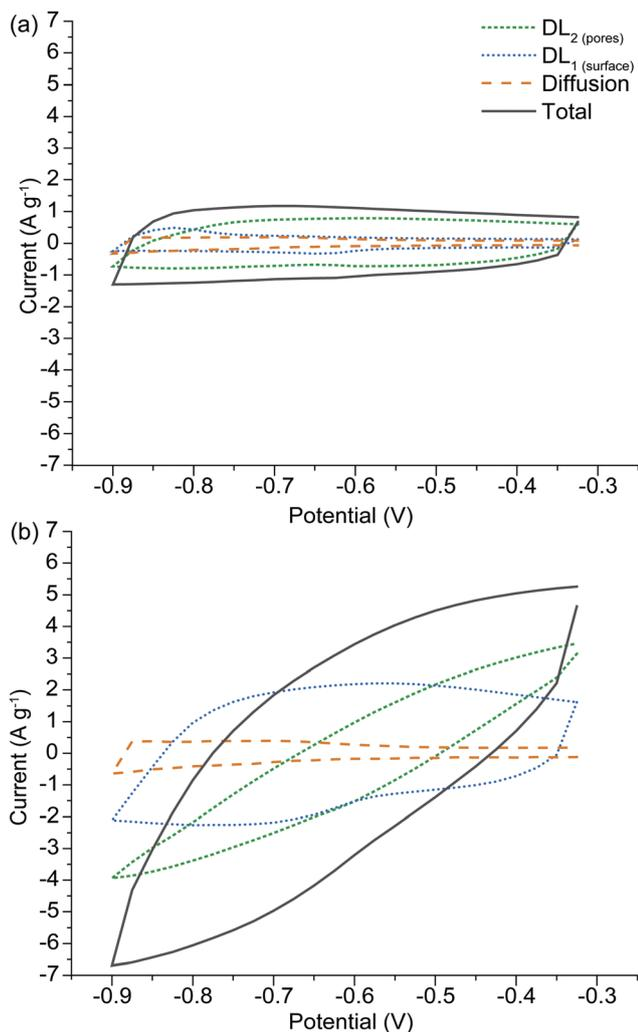 (a)
DL2 (pores)
DL1 (surface)
Diffusion
Total
7
6
5
4
3
2
1
0
-1
-2
-3
-4
-5
-6
-7
Current (A g-1)
-0.9 -0.8 -0.7 -0.6 -0.5 -0.4 -0.3
Potential (V)
(b)
7
6
5
4
3
2
1
0
-1
-2
-3
-4
-5
-6
-7
Current (A g-1)
-0.9 -0.8 -0.7 -0.6 -0.5 -0.4 -0.3
Potential (V)